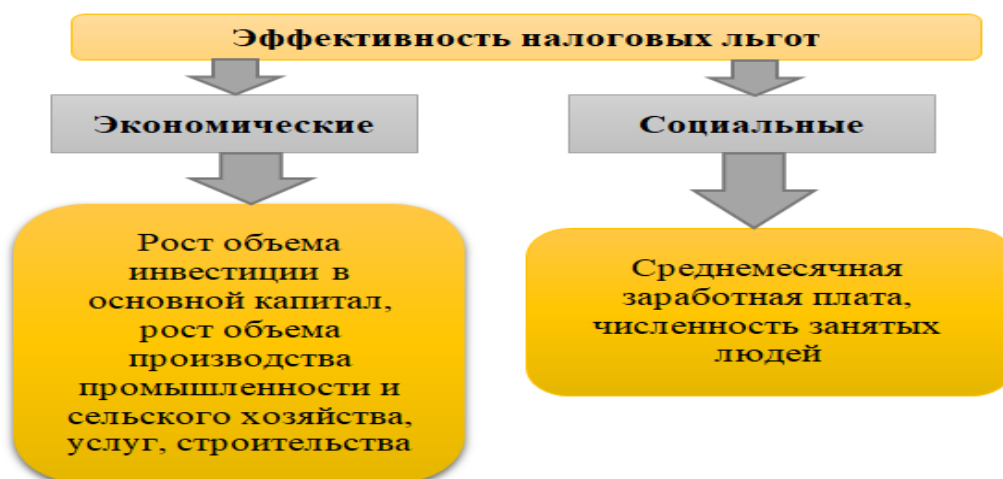 Эффективность налоговых льгот
Экономические
Социальные
Рост объема
инвестиции в
основной капитал,
рост объема
производства
промышленности и
сельского хозяйства,
услуг, строительства
Среднемесячная
заработная плата,
численность занятых
людей